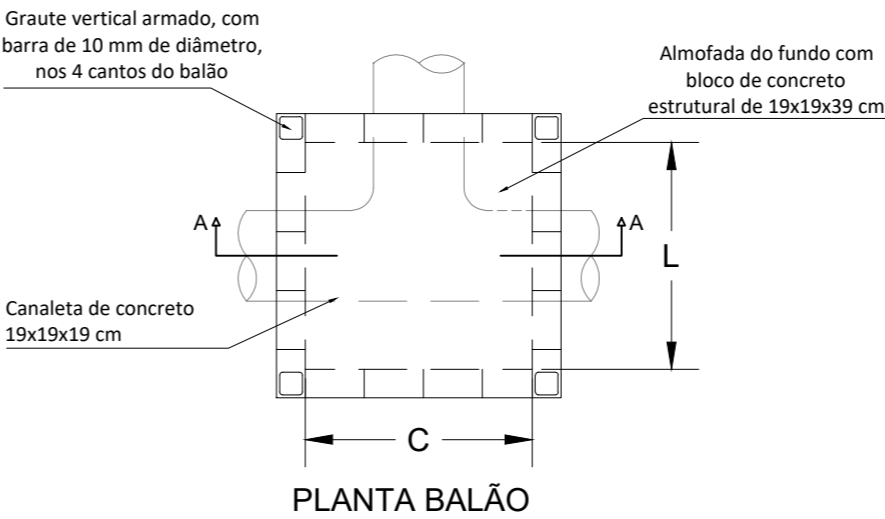 Graute vertical armado, com
barra de 10 mm de diâmetro,
nos 4 cantos do balão
Almofada do fundo com
bloco de concreto
estrutural de 19x19x39 cm
A
A
L
Canaleta de concreto
19x19x19 cm
C
PLANTA BALÃO